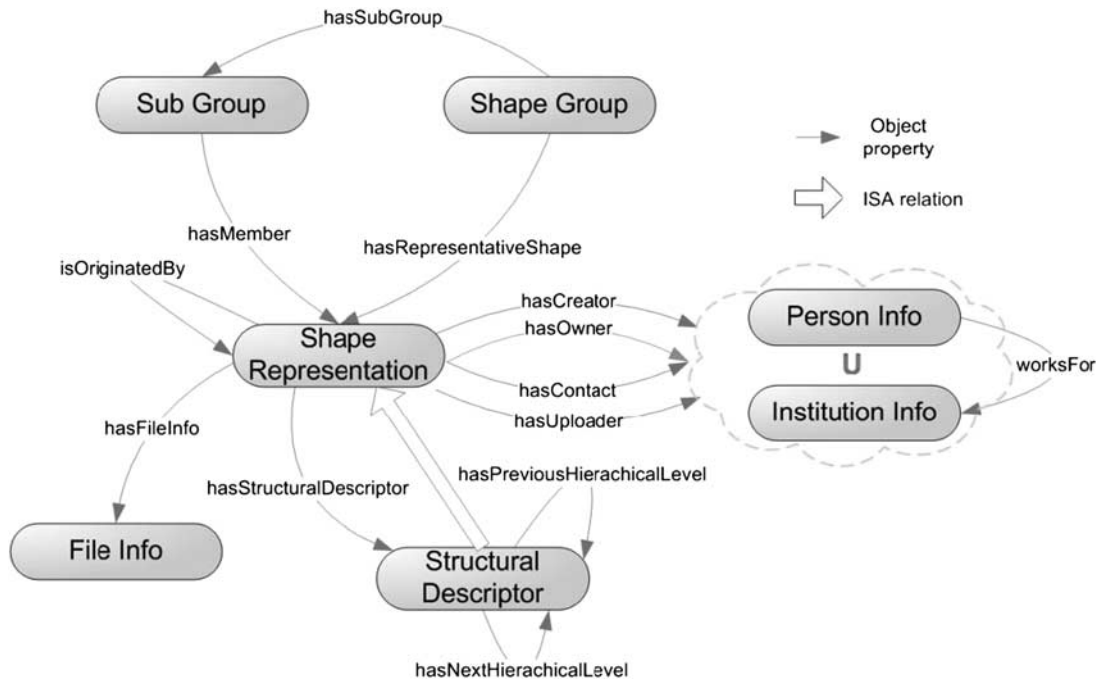 hasSubGroup
Sub Group
Shape Group
Object
property
ISA relation
hasMember
hasRepresentativeShape
isOriginatedBy
hasCreator
hasOwner
hasContact
hasUploader
Shape
Representation
Person Info
U
Institution Info
worksFor
hasFileInfo
hasStructuralDescriptor
hasPreviousHierachicalLevel
File Info
Structural
Descriptor
hasNextHierachicalLevel